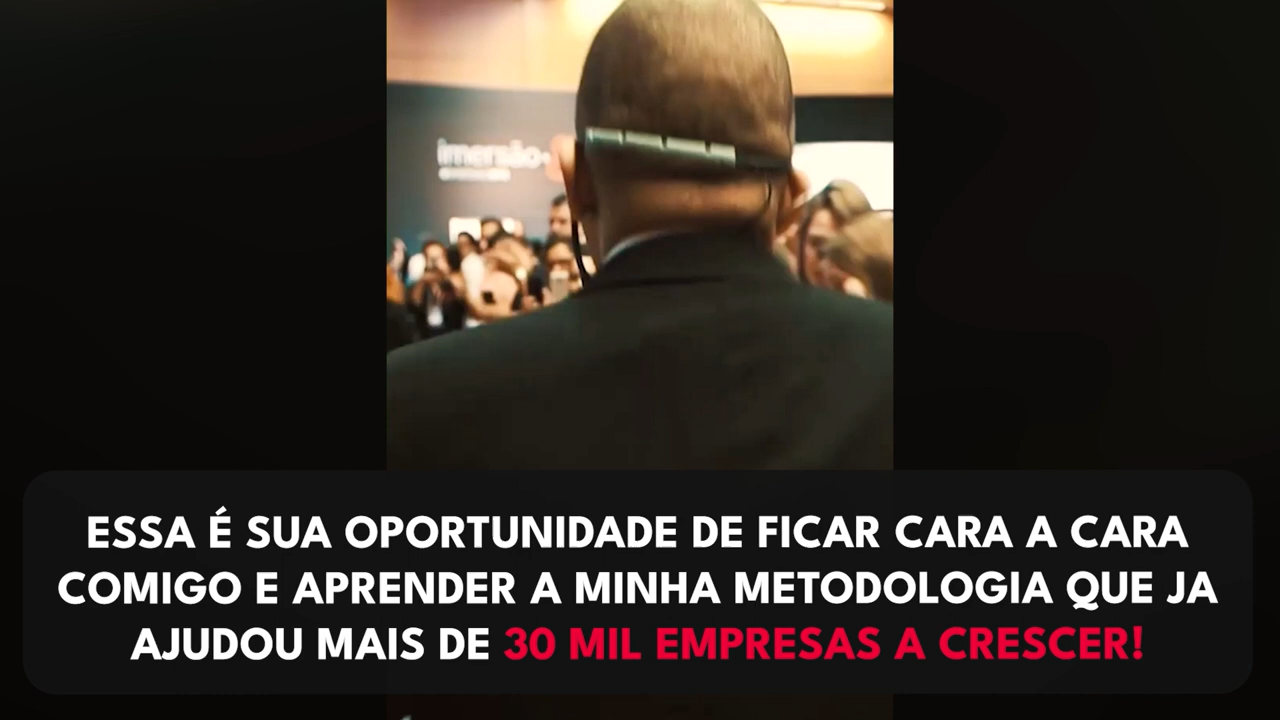 imersão
ESSA É SUA OPORTUNIDADE DE FICAR CARA A CARA
COMIGO E APRENDER A MINHA METODOLOGIA QUE JA
AJUDOU MAIS DE 30 MIL EMPRESAS A CRESCER!